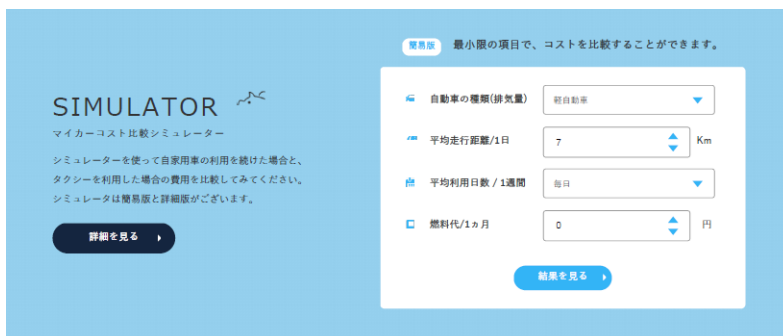 簡易版 最小限の項目で、コストを比較することができます。
SIMULATOR
マイカーコスト比較シミュレーター
シミュレーターを使って自家用車の利用を続けた場合と、
タクシーを利用した場合の費用を比較してみてください。
シミュレータは簡易版と詳細版がございます。
詳細を見る
自動車の種類(排気量) 軽自動車
平均走行距離/1日 7 Km
平均利用日数 / 1週間 毎日
燃料代/1ヵ月 0 円
結果を見る